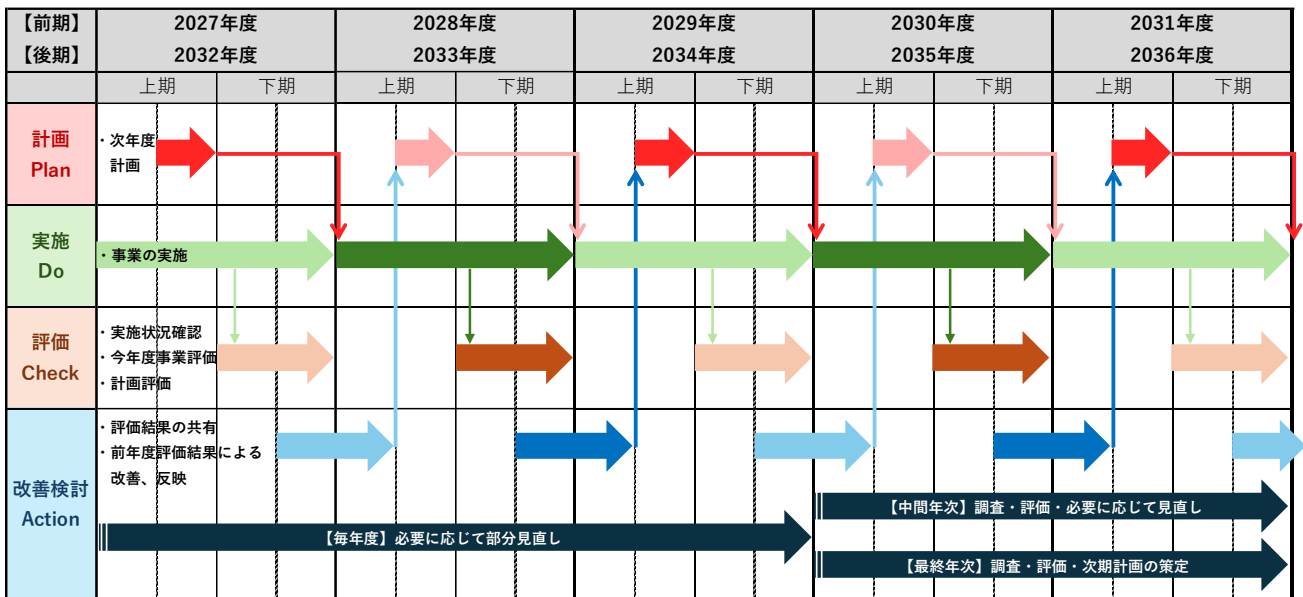 【前期】 2027年度 2028年度 2029年度 2030年度 2031年度
【後期】 2032年度 2033年度 2034年度 2035年度 2036年度
上期 下期 上期 下期 上期 下期 上期 下期 上期 下期
計画
Plan
・次年度
計画
実施
Do
・事業の実施
評価
Check
・実施状況確認
・今年度事業評価
・計画評価
改善検討
Action
・評価結果の共有
・前年度評価結果による
改善、反映
【中間年次】調査・評価・必要に応じて見直し
【毎年度】必要に応じて部分見直し
【最終年次】調査・評価・次期計画の策定